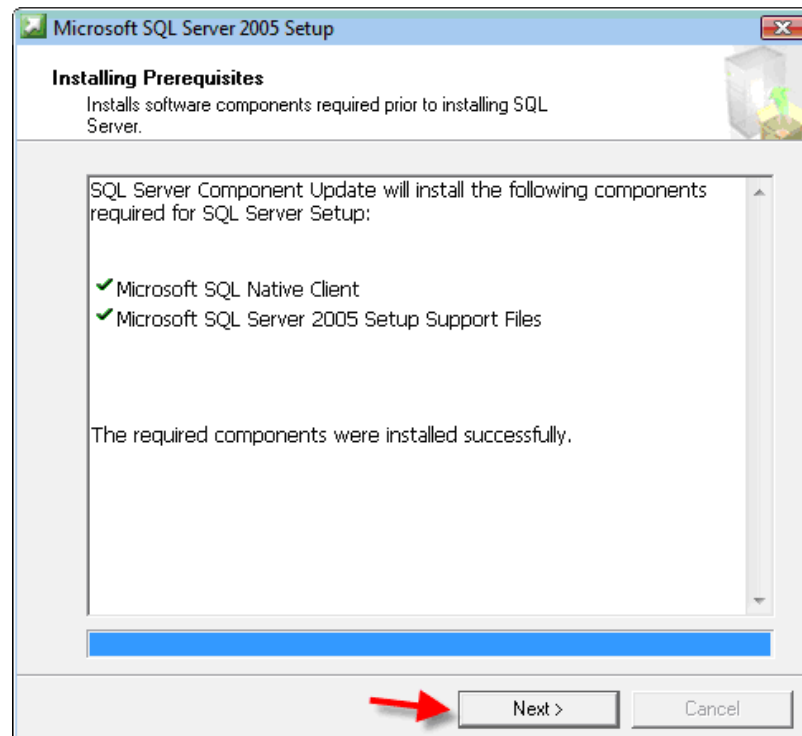 Microsoft SQL Server 2005 Setup
Installing Prerequisites
Installs software components required prior to installing SQL
Server.
SQL Server Component Update will install the following components
required for SQL Server Setup:
Microsoft SQL Native Client
Microsoft SQL Server 2005 Setup Support Files
The required components were installed successfully.
Next >
Cancel